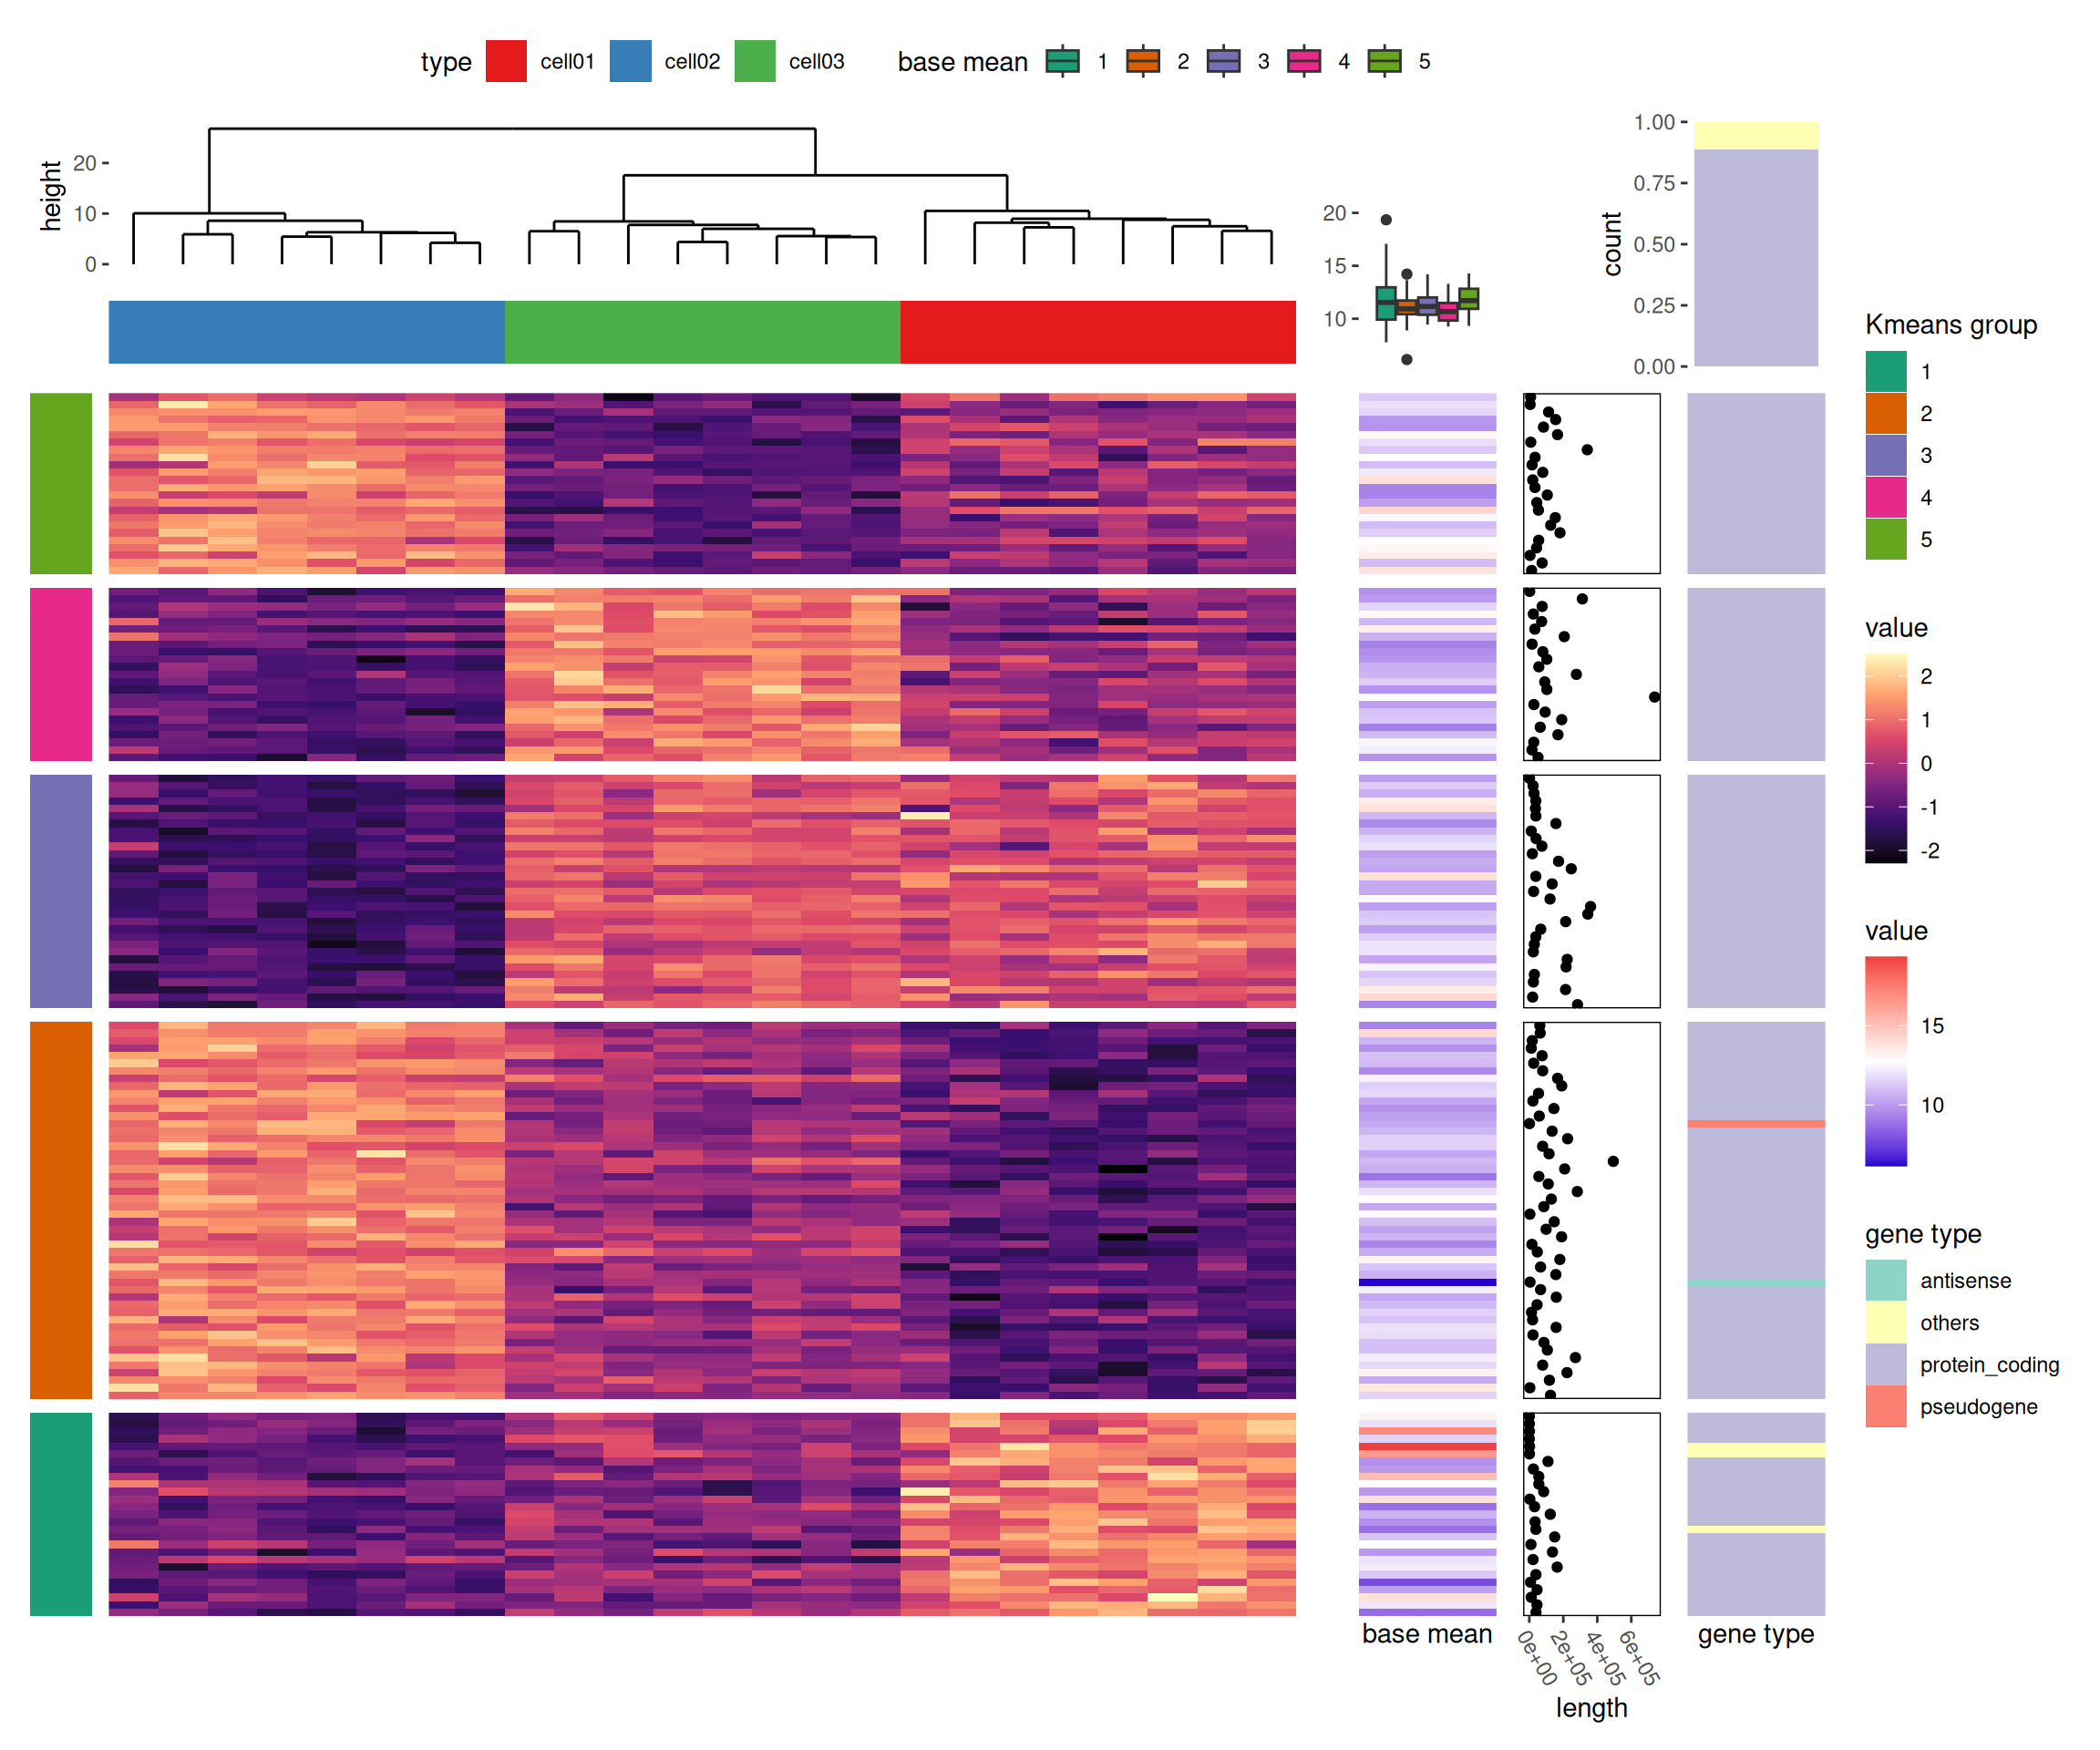 type cell01 cell02 cell03 base mean 1 2 3 4 5
height
20
10
0
20
15
10
count
1.00
0.75
0.50
0.25
0.00
Kmeans group
1
2
3
4
5
value
2
1
0
-1
-2
value
15
10
gene type
antisense
others
protein_coding
pseudogene
base mean
0e+00 2e+05 4e+05 6e+05
length
gene type